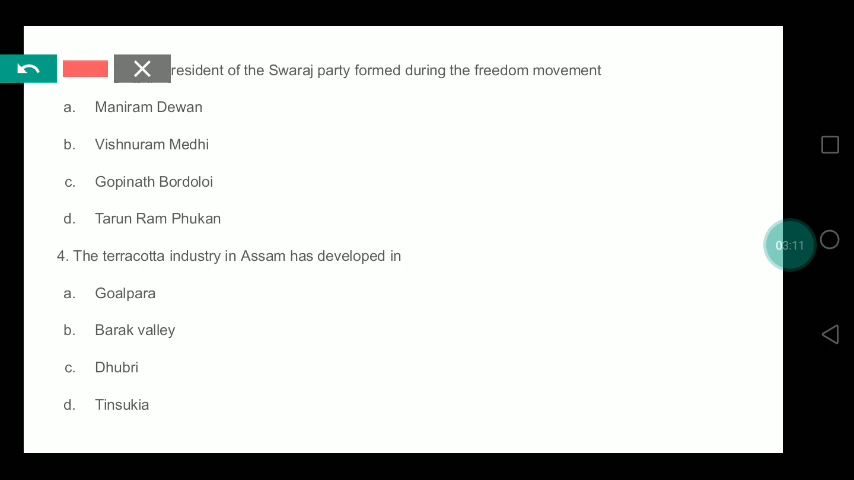 resident of the Swaraj party formed during the freedom movement
a. Maniram Dewan
b. Vishnuram Medhi
c. Gopinath Bordoloi
d. Tarun Ram Phukan
4. The terracotta industry in Assam has developed in
a. Goalpara
b. Barak valley
c. Dhubri
d. Tinsukia
03:11